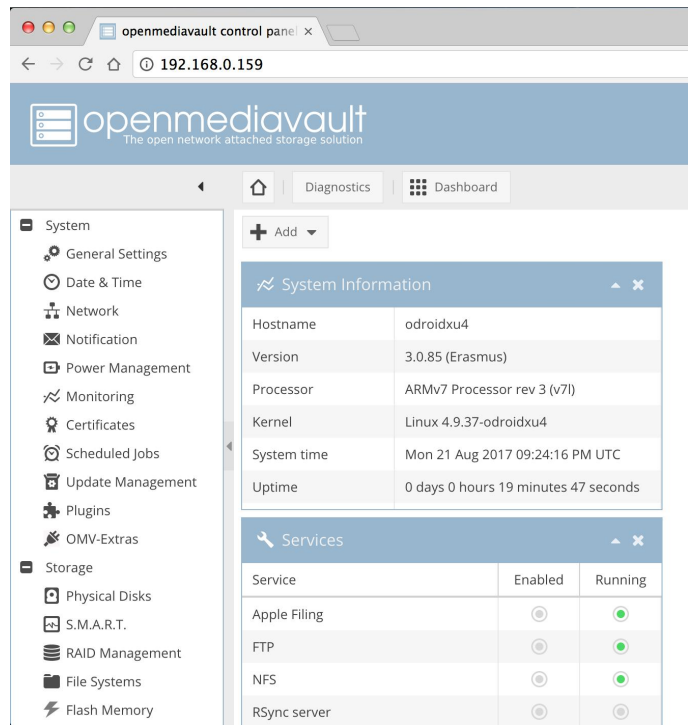 openmediavault control pane
192.168.0.159
openmediavault
The open network attached storage solution
Diagnostics
Dashboard
System
General Settings
Date & Time
Network
Notification
Power Management
Monitoring
Certificates
Scheduled Jobs
Update Management
Plugins
OMV-Extras
Storage
Physical Disks
S.M.A.R.T.
RAID Management
File Systems
Flash Memory
Add
System Information
Hostname odroidxu4
Version 3.0.85 (Erasmus)
Processor ARMv7 Processor rev 3 (v7l)
Kernel Linux 4.9.37-odroidxu4
System time Mon 21 Aug 2017 09:24:16 PM UTC
Uptime 0 days 0 hours 19 minutes 47 seconds
Services
Service Enabled Running
Apple Filing
FTP
NFS
RSync server